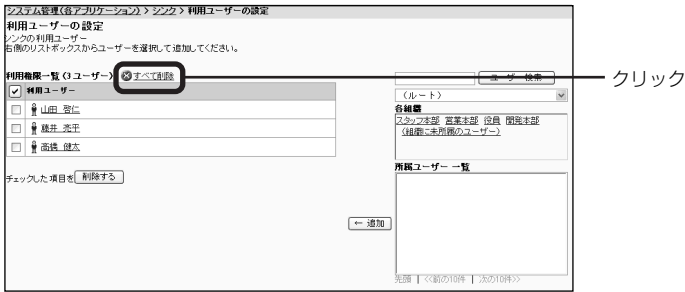 システム管理(各アプリケーション) > シンク > 利用ユーザーの設定
利用ユーザーの設定
シンクの利用ユーザー
右側のリストボックスからユーザーを選択して追加してください。
利用権限一覧 (3ユーザー) すべて削除
ユーザー検索
クリック
利用ユーザー
山田 啓仁
藤井 亮平
高橋 健太
チェックした項目を 削除する
(ルート)
各組織
スタッフ本部 営業本部 役員 開発本部
(組織に未所属のユーザー)
所属ユーザー 一覧
← 追加
先頭 | <<前の10件 | 次の10件>>